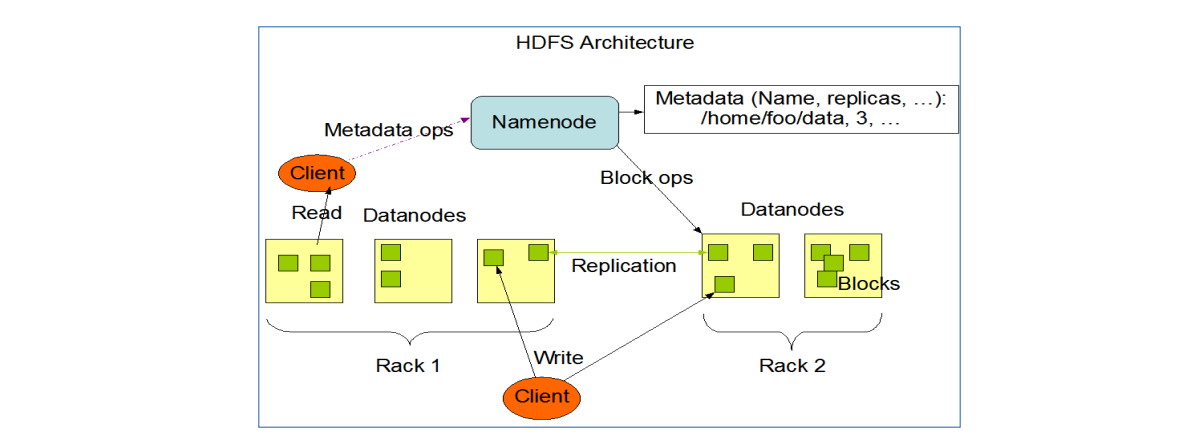 HDFS Architecture
Metadata (Name, replicas, …):
/home/foo/data, 3, …
Namenode
Metadata ops
Client
Block ops
Read
Datanodes
Datanodes
Replication
Blocks
Rack 1
Write
Rack 2
Client